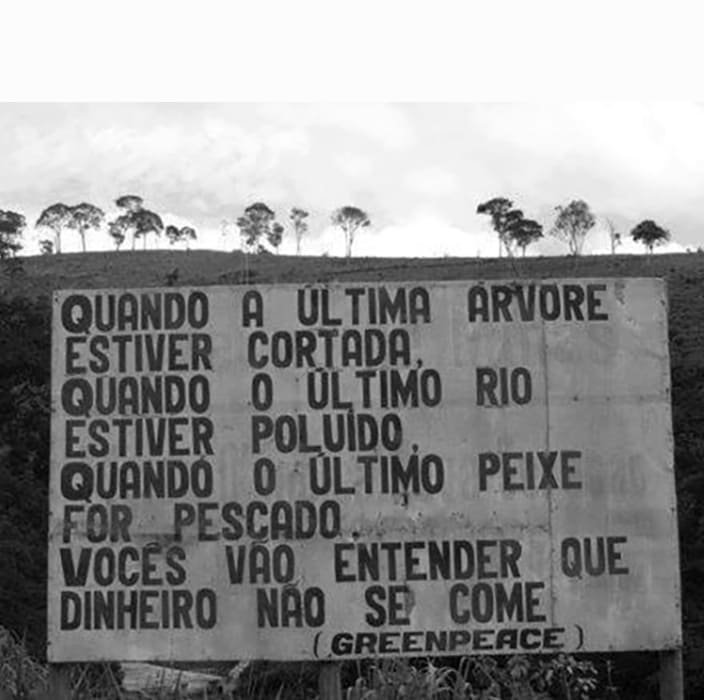 QUANDO A ÚLTIMA ÁRVORE
ESTIVER CORTADA,
QUANDO O ÚLTIMO RIO
ESTIVER POLUÍDO,
QUANDO O ÚLTIMO PEIXE
FOR PESCADO,
VOCÊS VÃO ENTENDER QUE
DINHEIRO NÃO SE COME
(GREENPEACE)